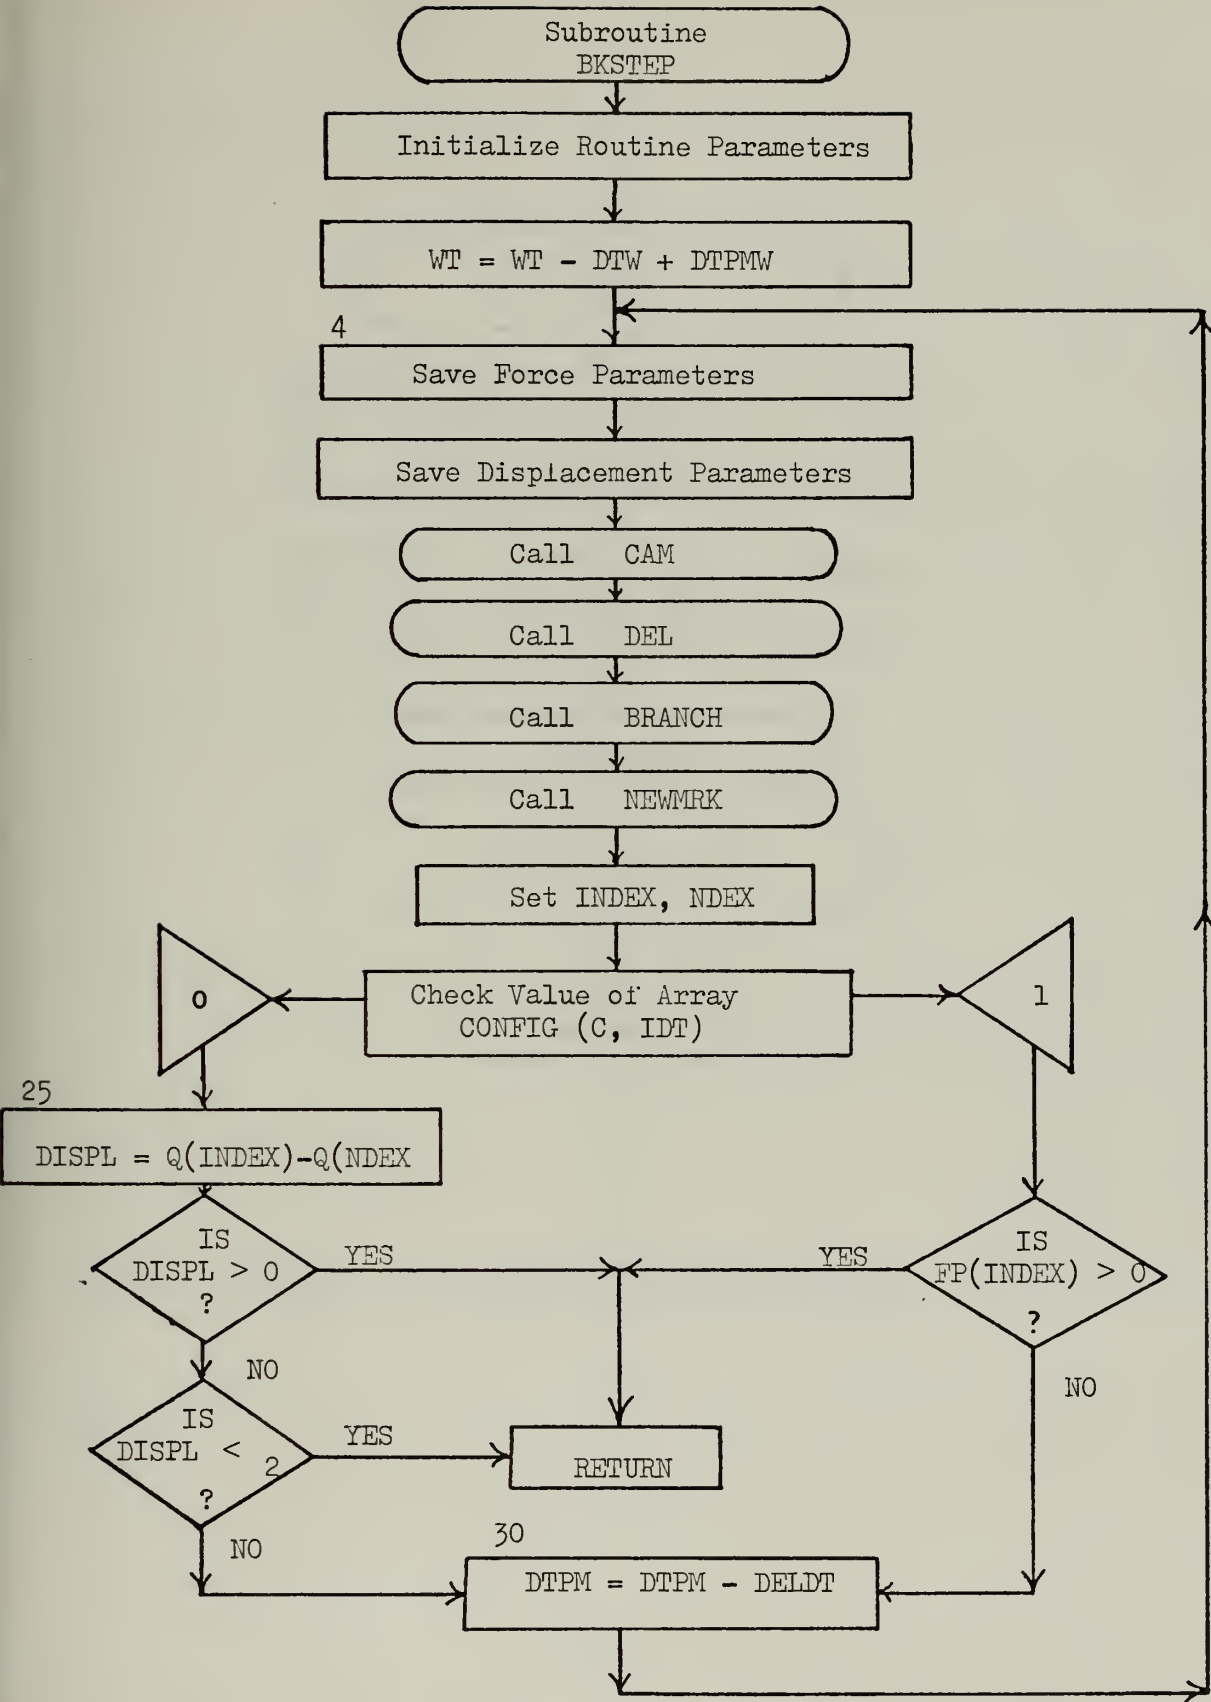 Subroutine
BKSTEP
Initialize Routine Parameters
WT = WT - DTW + DTPMW
4
Save Force Parameters
Save Displacement Parameters
Call CAM
Call DEL
Call BRANCH
Call NEWMRK
Set INDEX, NDEX
0
Check Value of Array
CONFIG (C, IDT)
1
25
DISPL = Q(INDEX)-Q(NDEX
IS
DISPL > 0
?
YES
NO
YES
IS
FP(INDEX) > 0
?
NO
IS
DISPL < 2
?
YES
NO
RETURN
30
DTPM = DTPM - DELDT